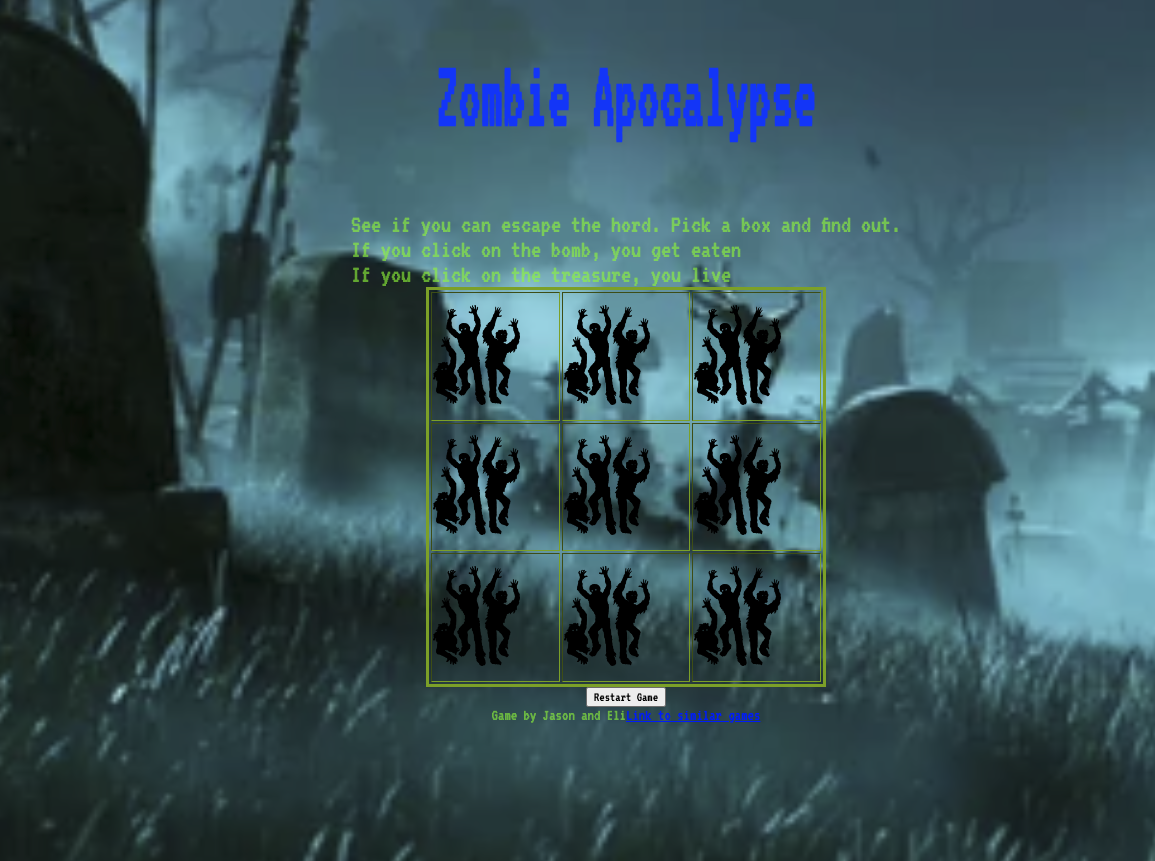 Zombie Apocalypse
See if you can escape the hord. Pick a box and find out.
If you click on the bomb, you get eaten
If you click on the treasure, you live
Restart Game
Game by Jason and EliLink to similar games